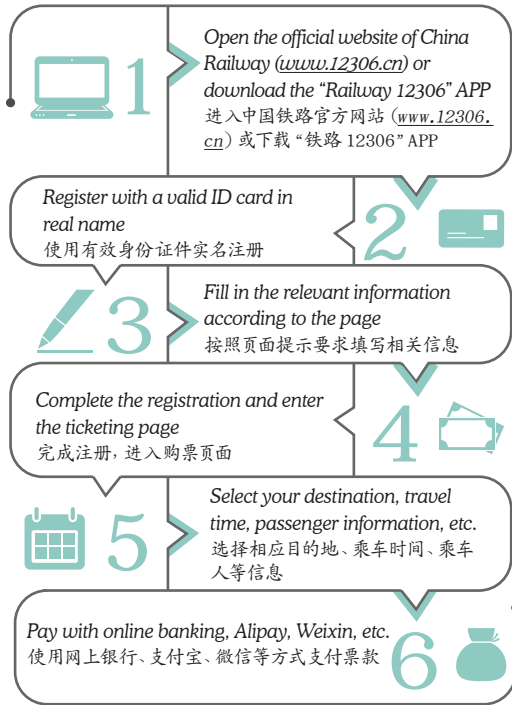 1
Open the official website of China
Railway (www.12306.cn) or
download the “Railway 12306” APP
进入中国铁路官方网站（www.12306.
cn）或下载“铁路 12306”APP
Register with a valid ID card in
real name
使用有效身份证件实名注册
2
3
Fill in the relevant information
according to the page
按照页面提示要求填写相关信息
Complete the registration and enter
the ticketing page
完成注册，进入购票页面
4
5
Select your destination, travel
time, passenger information, etc.
选择相应目的地、乘车时间、乘车
人等信息
Pay with online banking, Alipay, Weixin, etc.
使用网上银行、支付宝、微信等方式支付票款
6